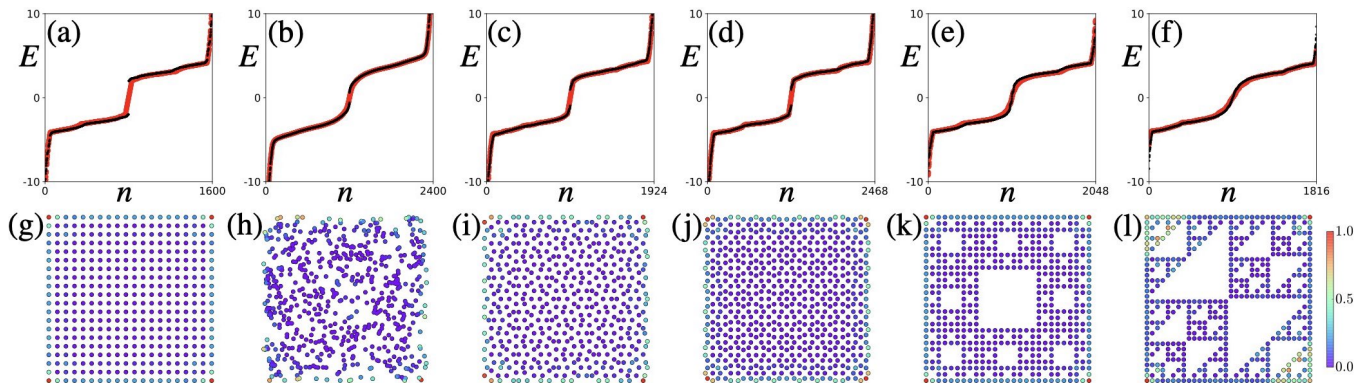 (a) (b) (c) (d) (e) (f)
10 10 10 10 10 10
E E E E E E
0 0 0 0 0 0
-10 -10 -10 -10 -10 -10
0 n 1600 0 n 2400 0 n 1924 0 n 2468 0 n 2048 0 n 1816
(g) (h) (i) (j) (k) (l)
1.0
0.5
0.0